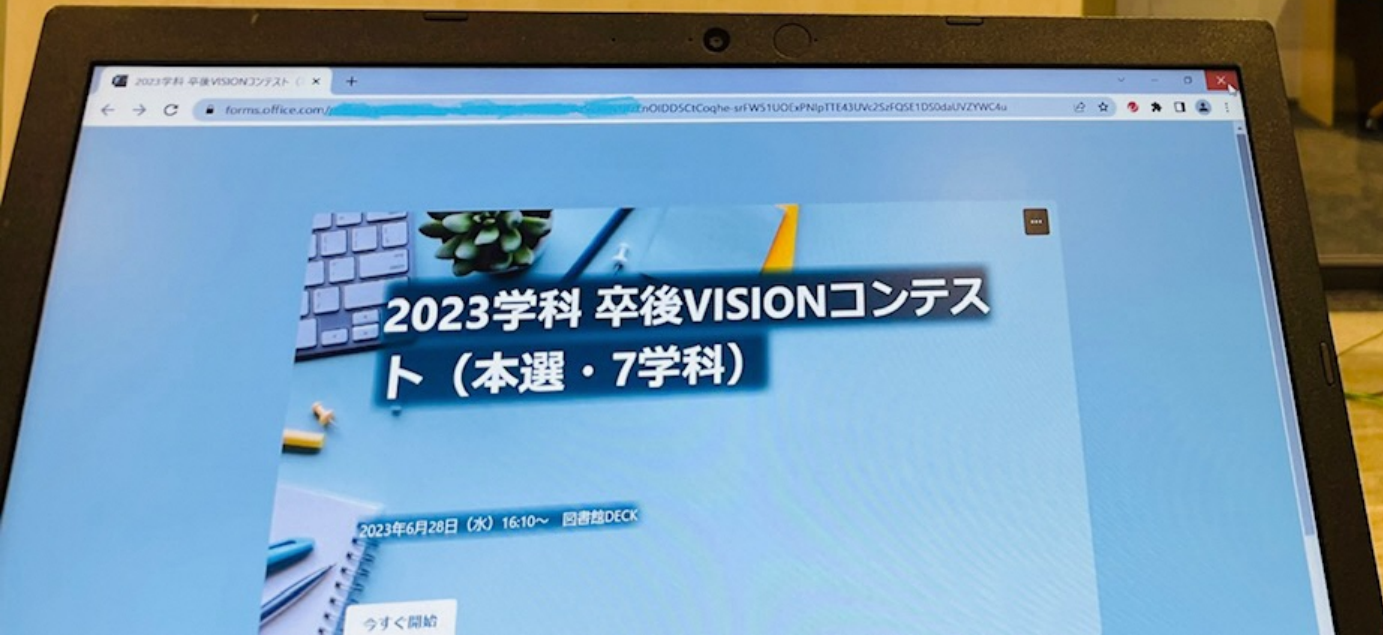 2023学科 卒後VISIONコンテスト（
forms.office.com/
2023学科 卒後VISIONコンテス
ト（本選・7学科）
2023年6月28日（水）16:10～ 図書館DECK
今すぐ開始